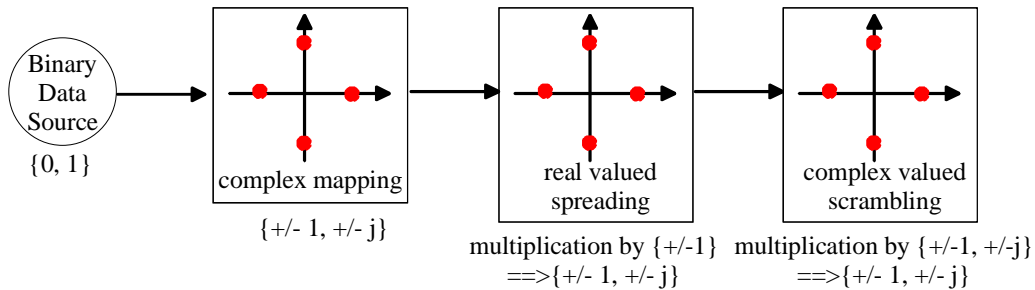 Binary
Data
Source
{0, 1}
complex mapping
{+/- 1, +/- j}
real valued
spreading
multiplication by {+/-1}
==>{+/- 1, +/- j}
complex valued
scrambling
multiplication by {+/-1, +/-j}
==>{+/- 1, +/- j}